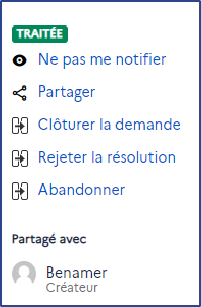 TRAITÉE
Ne pas me notifier
Partager
Clôturer la demande
Rejeter la résolution
Abandonner
Partagé avec
Benamer
Créateur